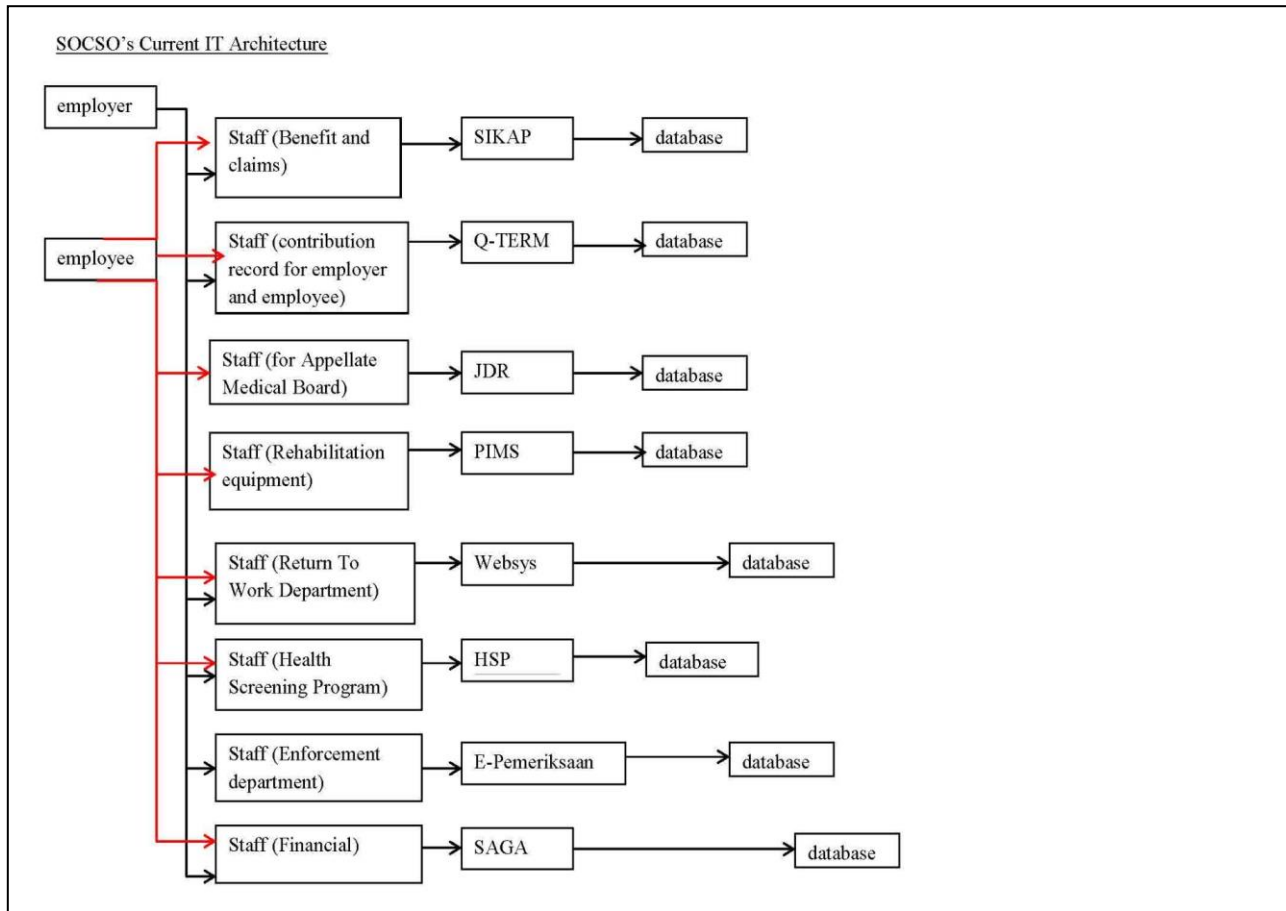 SOCSO's Current IT Architecture
employer
Staff (Benefit and
claims)
SIKAP
database
employee
Staff (contribution
record for employer
and employee)
Q-TERM
database
Staff (for Appellate
Medical Board)
JDR
database
Staff (Rehabilitation
equipment)
PIMS
database
Staff (Return To
Work Department)
Websys
database
Staff (Health
Screening Program)
HSP
database
Staff (Enforcement
department)
E-Pemeriksaan
database
Staff (Financial)
SAGA
database